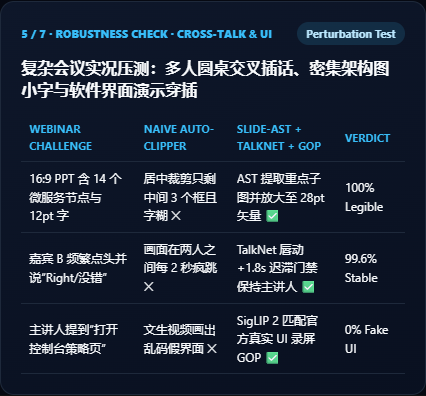 5 / 7 · ROBUSTNESS CHECK · CROSS-TALK & UI
Perturbation Test
复杂会议实况压测：多人圆桌交叉插话、密集架构图
小字与软件界面演示穿插
WEBINAR
CHALLENGE
NAIVE AUTO-
CLIPPER
SLIDE-AST +
TALKNET + GOP
VERDICT
16:9 PPT 含 14 个
微服务节点与
12pt 字
居中裁剪只剩
中间 3 个框且
字糊 ✕
AST 提取重点子
图并放大至 28pt
矢量 ✅
100%
Legible
嘉宾 B 频繁点头并
说“Right/没错”
画面在两人之
间每 2 秒疯跳
✕
TalkNet 唇动
+1.8s 迟滞门禁
保持主讲人 ✅
99.6%
Stable
主讲人提到“打开
控制台策略页”
文生视频画出
乱码假界面 ✕
SigLIP 2 匹配官
方真实 UI 录屏
GOP ✅
0% Fake
UI